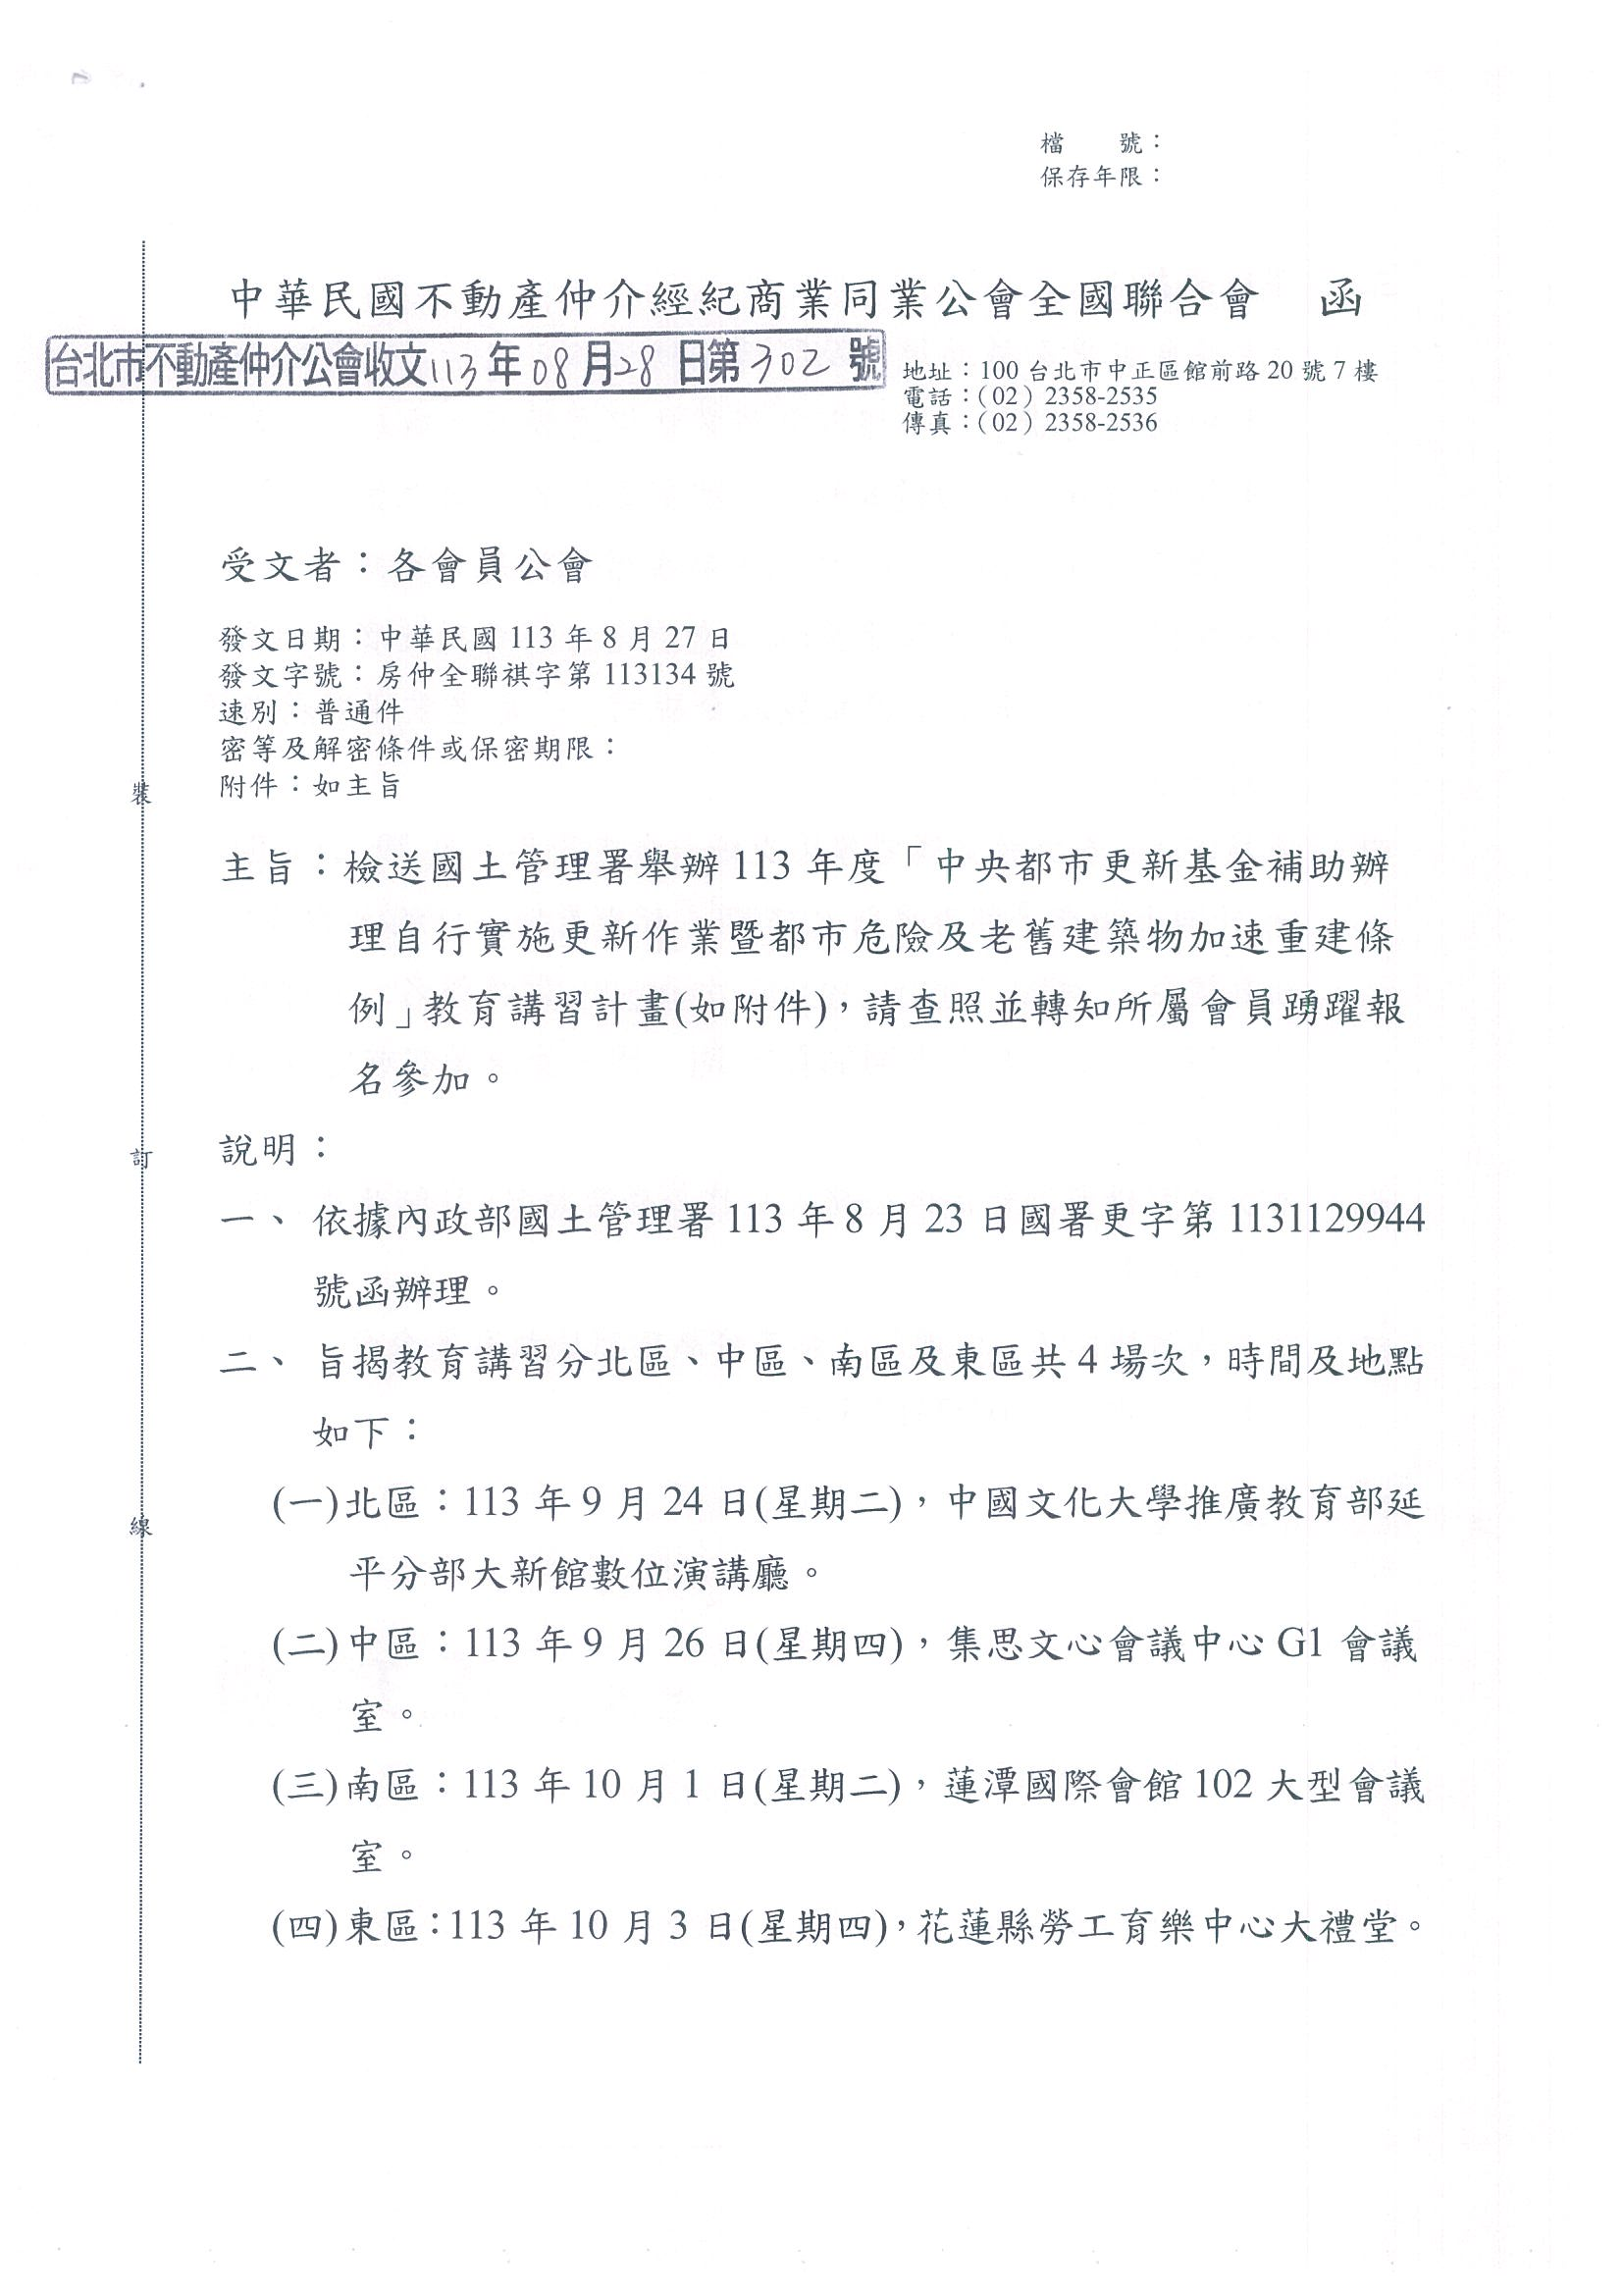 檔　　號：
保存年限：
中華民國不動產仲介經紀商業同業公會全國聯合會　函
台北市不動產仲介公會收文113年08月28日第302號
地址：100台北市中正區館前路20號7樓
電話：(02) 2358-2535
傳真：(02) 2358-2536
受文者：各會員公會
發文日期：中華民國113年8月27日
發文字號：房仲全聯祺字第113134號
速別：普通件
密等及解密條件或保密期限：
附件：如主旨
主旨：檢送國土管理署舉辦113年度「中央都市更新基金補助辦
理自行實施更新作業暨都市危險及老舊建築物加速重建條
例」教育講習計畫(如附件)，請查照並轉知所屬會員踴躍報
名參加。
說明：
一、 依據內政部國土管理署113年8月23日國署更字第1131129944
號函辦理。
二、 旨揭教育講習分北區、中區、南區及東區共4場次，時間及地點
如下：
(一)北區：113年9月24日(星期二)，中國文化大學推廣教育部延
平分部大新館數位演講廳。
(二)中區：113年9月26日(星期四)，集思文心會議中心G1會議
室。
(三)南區：113年10月1日(星期二)，蓮潭國際會館102大型會議
室。
(四)東區：113年10月3日(星期四)，花蓮縣勞工育樂中心大禮堂。
裝
訂
線